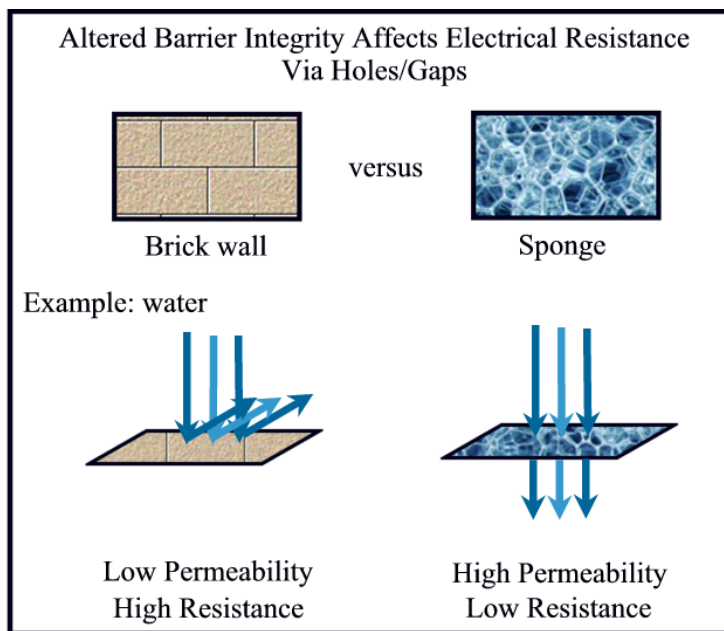 Altered Barrier Integrity Affects Electrical Resistance
Via Holes/Gaps
versus
Brick wall
Sponge
Example: water
Low Permeability
High Resistance
High Permeability
Low Resistance